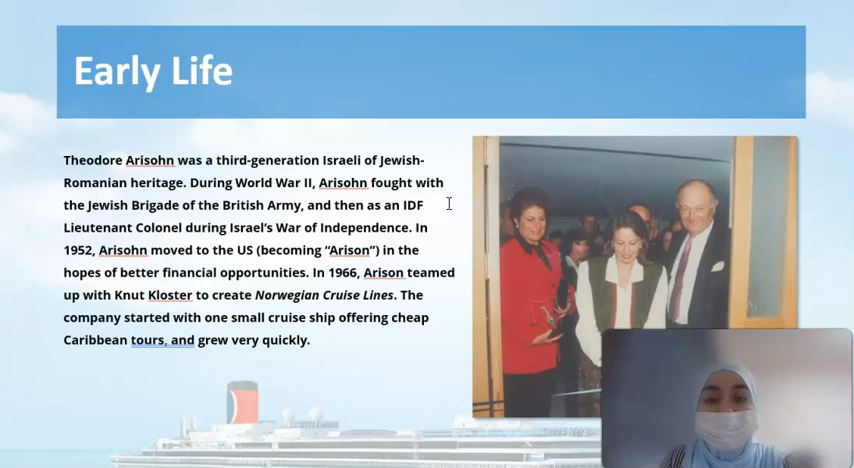 Early Life
Theodore Arisohn was a third-generation Israeli of Jewish-
Romanian heritage. During World War II, Arisohn fought with
the Jewish Brigade of the British Army, and then as an IDF
Lieutenant Colonel during Israel’s War of Independence. In
1952, Arisohn moved to the US (becoming “Arison”) in the
hopes of better financial opportunities. In 1966, Arison teamed
up with Knut Kloster to create Norwegian Cruise Lines. The
company started with one small cruise ship offering cheap
Caribbean tours, and grew very quickly.